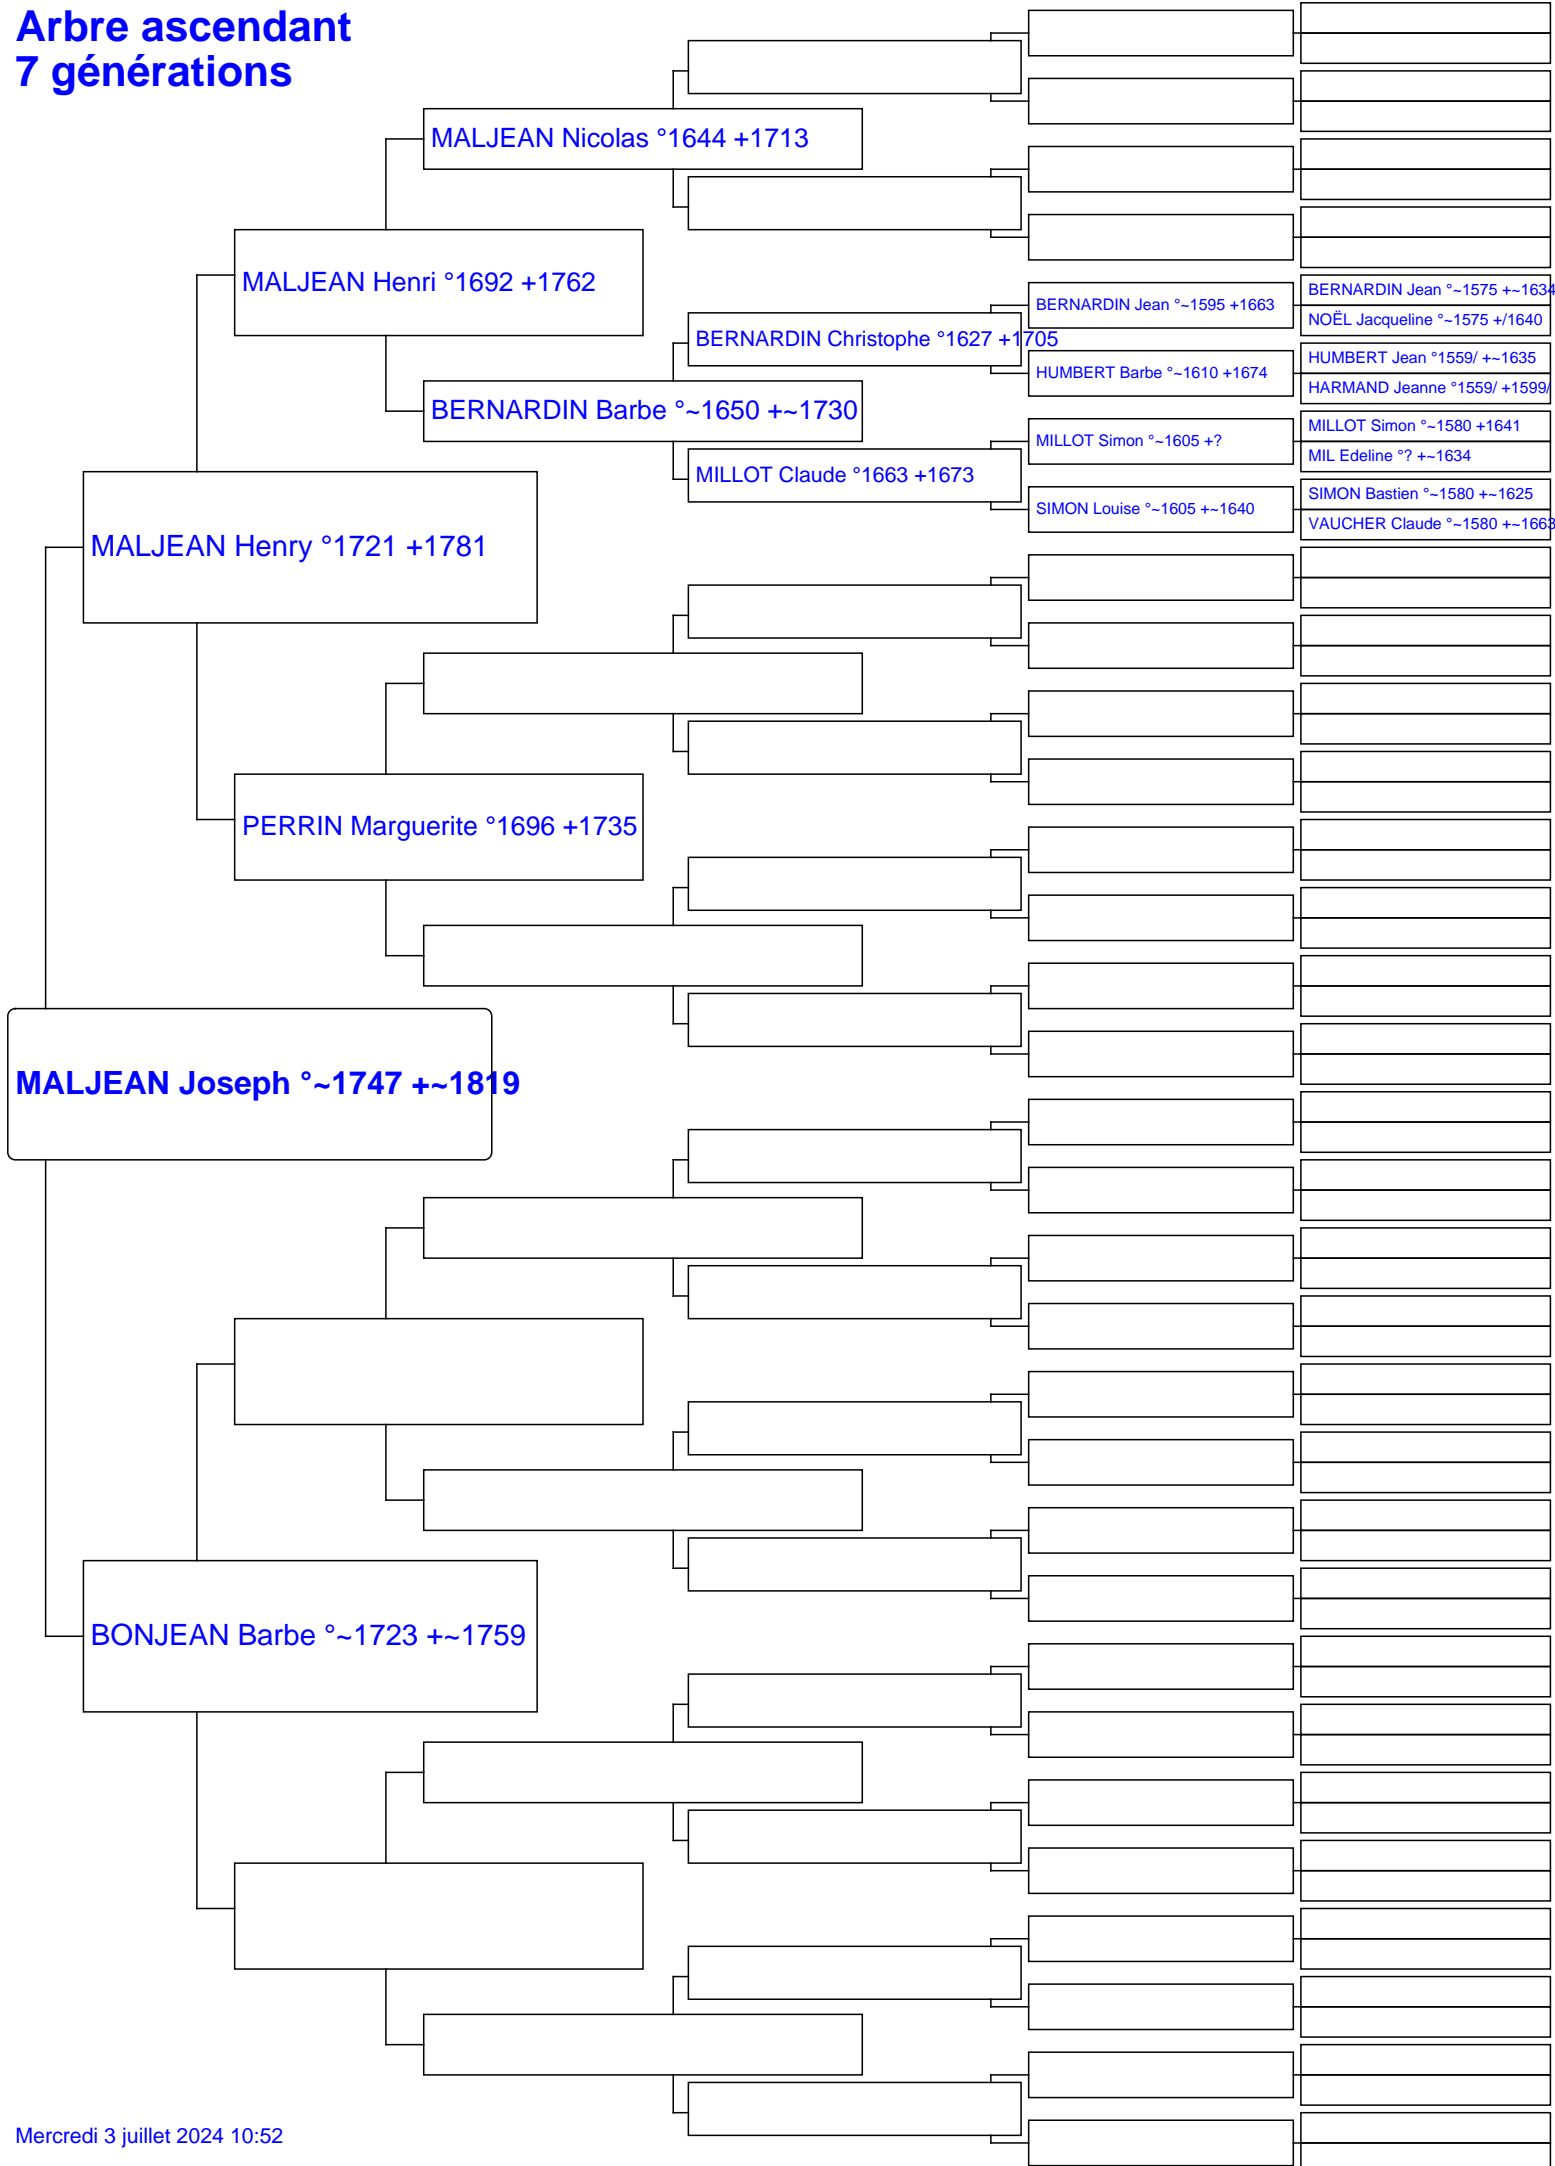 Arbre ascendant
7 générations
MALJEAN Nicolas °1644 +1713
MALJEAN Henri °1692 +1762
BERNARDIN Jean °~1575 +~1634
BERNARDIN Jean °~1595 +1663
NOËL Jacqueline °~1575 +/1640
BERNARDIN Christophe °1627 +1705
HUMBERT Jean °1559/ +~1635
HUMBERT Barbe °~1610 +1674
HARMAND Jeanne °1559/ +1599/
BERNARDIN Barbe °~1650 +~1730
MILLOT Simon °~1580 +1641
MILLOT Simon °~1605 +?
MIL Edeline °? +~1634
MILLOT Claude °1663 +1673
SIMON Bastien °~1580 +~1625
SIMON Louise °~1605 +~1640
VAUCHER Claude °~1580 +~1663
MALJEAN Henry °1721 +1781
PERRIN Marguerite °1696 +1735
MALJEAN Joseph °~1747 +~1819
BONJEAN Barbe °~1723 +~1759
Mercredi 3 juillet 2024 10:52